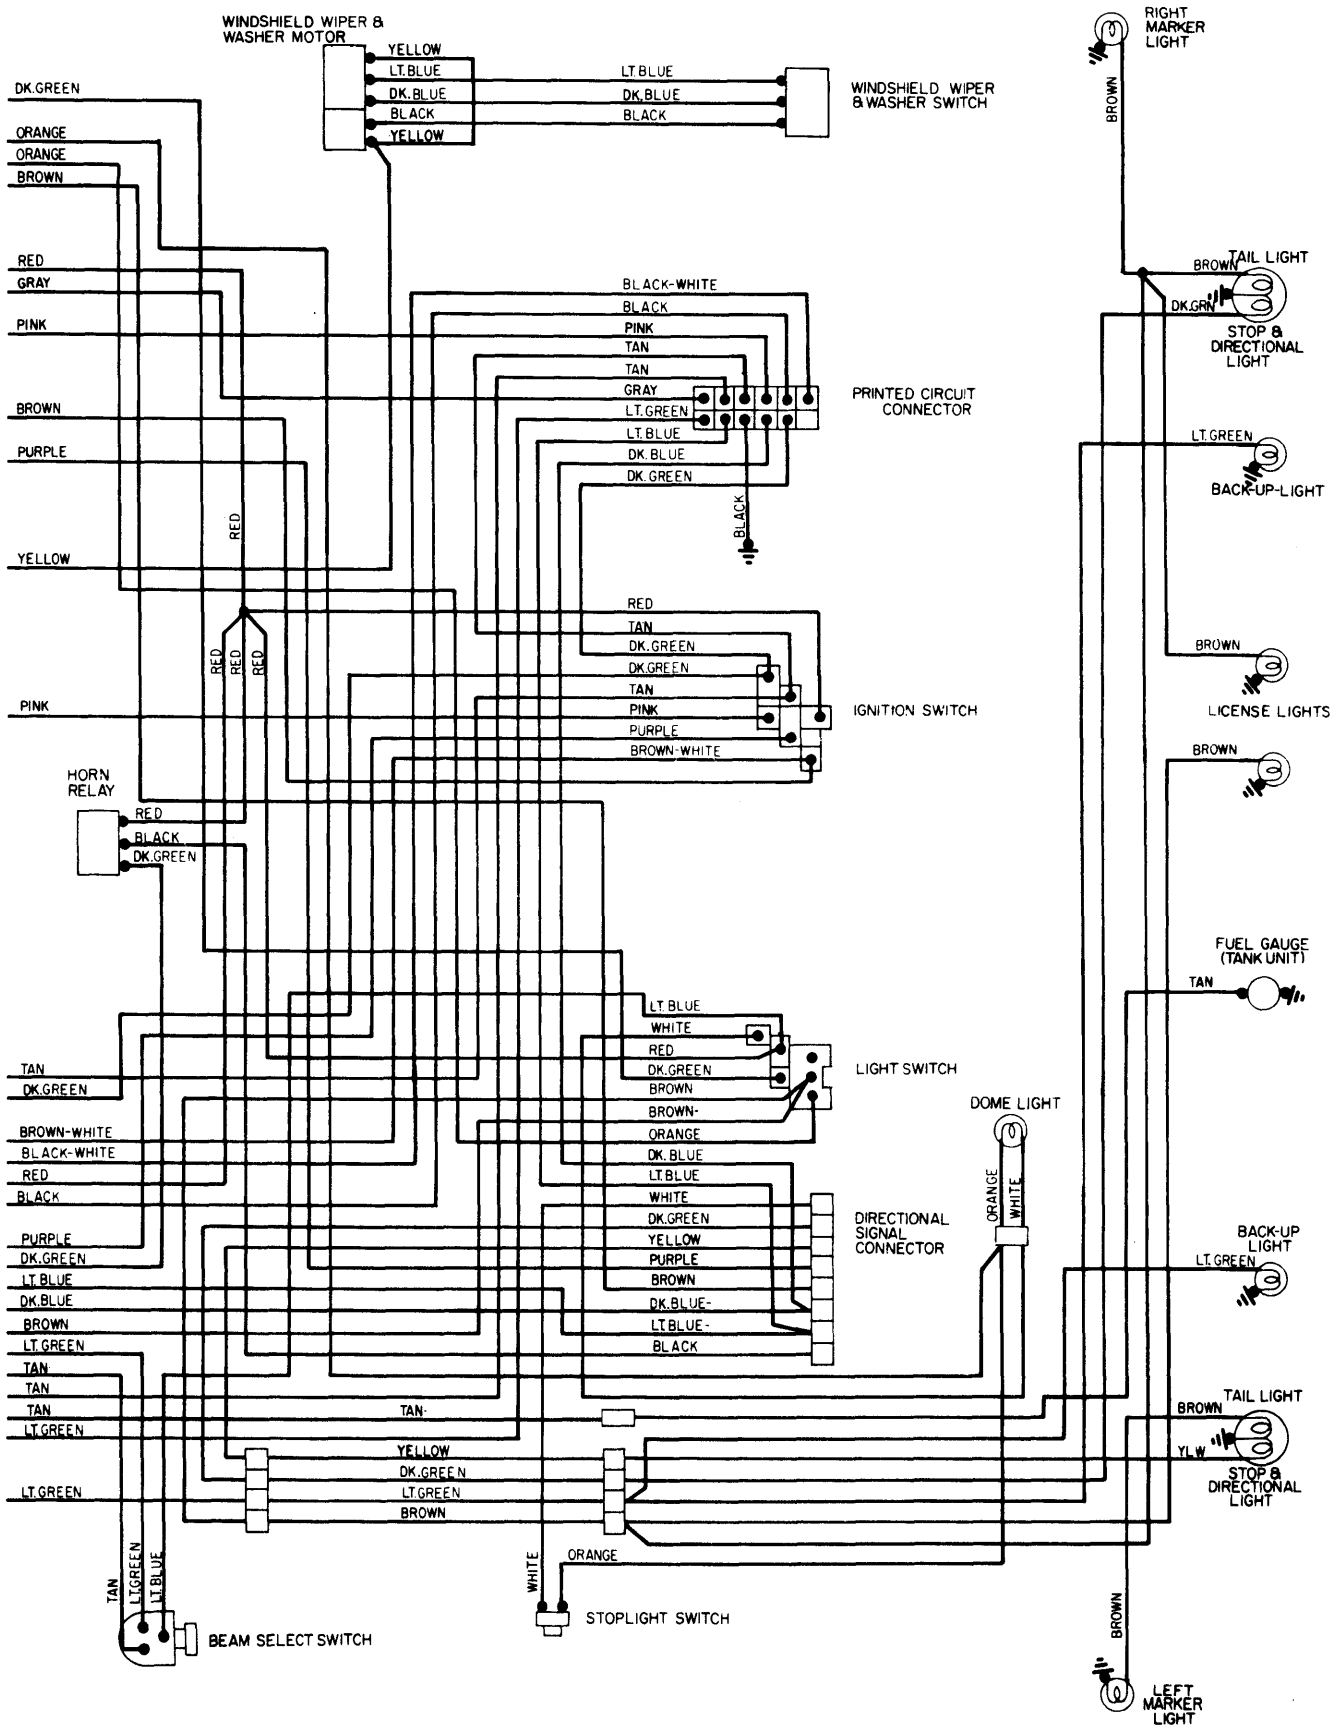 WINDSHIELD WIPER &
WASHER MOTOR
YELLOW
LT.BLUE
DK.BLUE
BLACK
YELLOW
LT.BLUE
DK.BLUE
BLACK
WINDSHIELD WIPER
& WASHER SWITCH
RIGHT
MARKER
LIGHT
BROWN
DK.GREEN
ORANGE
ORANGE
BROWN
RED
GRAY
PINK
BROWN
PURPLE
YELLOW
PINK
BLACK-WHITE
BLACK
PINK
TAN
TAN
GRAY
LT.GREEN
LT.BLUE
DK.BLUE
DK.GREEN
BLACK
PRINTED CIRCUIT
CONNECTOR
BROWN
TAIL LIGHT
DK.GRN
STOP &
DIRECTIONAL
LIGHT
LT.GREEN
BACK-UP-LIGHT
RED
RED
RED
RED
RED
TAN
DK.GREEN
DK.GREEN
TAN
PINK
PURPLE
BROWN-WHITE
IGNITION SWITCH
BROWN
LICENSE LIGHTS
BROWN
HORN
RELAY
RED
BLACK
DK.GREEN
FUEL GAUGE
(TANK UNIT)
TAN
LT.BLUE
WHITE
RED
DK.GREEN
BROWN
BROWN-
ORANGE
LIGHT SWITCH
DOME LIGHT
ORANGE
WHITE
DK.BLUE
LT.BLUE
WHITE
DK.GREEN
YELLOW
PURPLE
BROWN
DK.BLUE-
LT.BLUE-
BLACK
DIRECTIONAL
SIGNAL
CONNECTOR
TAN
DK.GREEN
BROWN-WHITE
BLACK-WHITE
RED
BLACK
PURPLE
DK.GREEN
LT.BLUE
DK.BLUE
BROWN
LT.GREEN
TAN
TAN
TAN
LT.GREEN
LT.GREEN
BACK-UP
LIGHT
LT.GREEN
TAN-
YELLOW
DK.GREEN
LT.GREEN
BROWN
TAIL LIGHT
BROWN
YLW
STOP &
DIRECTIONAL
LIGHT
TAN
LT.GREEN
LT.BLUE
BEAM SELECT SWITCH
WHITE
ORANGE
STOPLIGHT SWITCH
BROWN
LEFT
MARKER
LIGHT